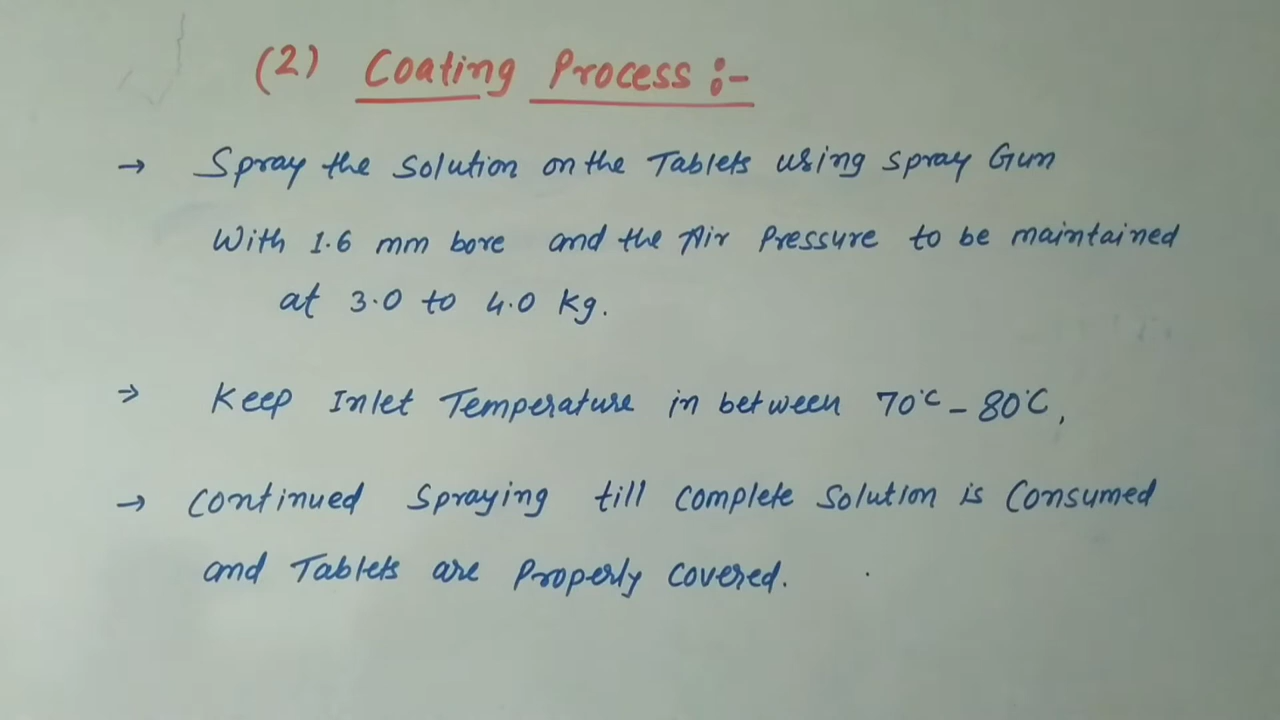 (2) Coating Process :-
→ Spray the Solution on the Tablets using Spray Gun
With 1.6 mm bore and the Air Pressure to be maintained
at 3.0 to 4.0 Kg.
→ Keep Inlet Temperature in between 70°C - 80°C,
→ Continued Spraying till complete Solution is Consumed
and Tablets are Properly Covered.